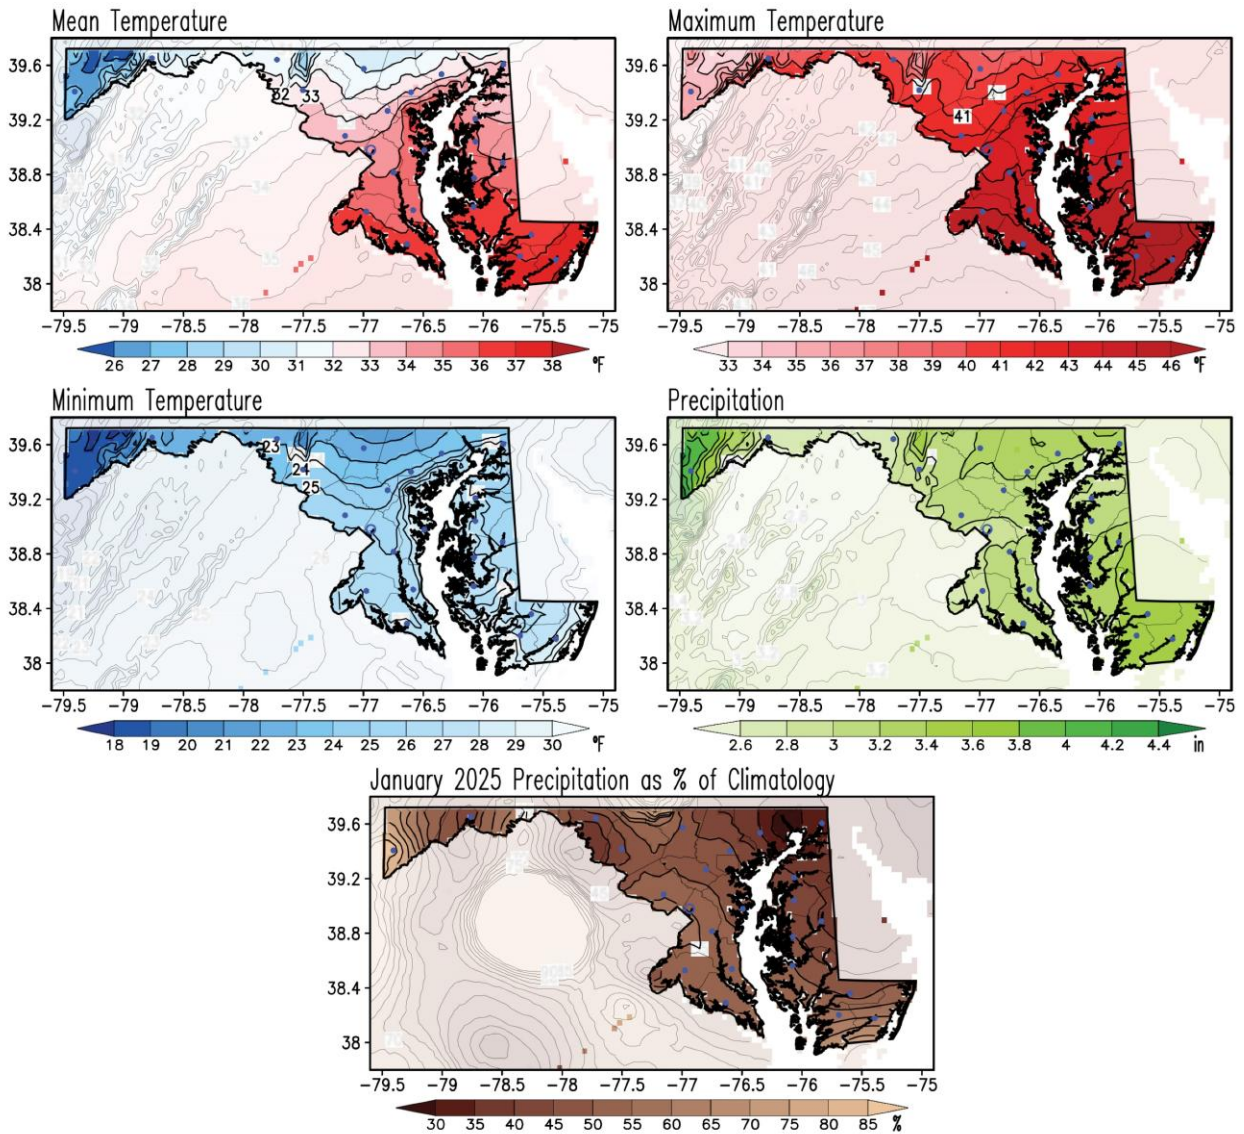 Mean Temperature
Maximum Temperature
39.6
39.2
38.8
38.4
38
32 33
33
34
35
36
-79.5 -79 -78.5 -78 -77.5 -77 -76.5 -76 -75.5 -75
26 27 28 29 30 31 32 33 34 35 36 37 38 °F
39.6
39.2
38.8
38.4
38
41
42
43
44
45
-79.5 -79 -78.5 -78 -77.5 -77 -76.5 -76 -75.5 -75
33 34 35 36 37 38 39 40 41 42 43 44 45 46 °F
Minimum Temperature
Precipitation
39.6
39.2
38.8
38.4
38
23
24
25
-79.5 -79 -78.5 -78 -77.5 -77 -76.5 -76 -75.5 -75
18 19 20 21 22 23 24 25 26 27 28 29 30 °F
39.6
39.2
38.8
38.4
38
-79.5 -79 -78.5 -78 -77.5 -77 -76.5 -76 -75.5 -75
2.6 2.8 3 3.2 3.4 3.6 3.8 4 4.2 4.4 in
January 2025 Precipitation as % of Climatology
39.6
39.2
38.8
38.4
38
45
70
-79.5 -79 -78.5 -78 -77.5 -77 -76.5 -76 -75.5 -75
30 35 40 45 50 55 60 65 70 75 80 85 %